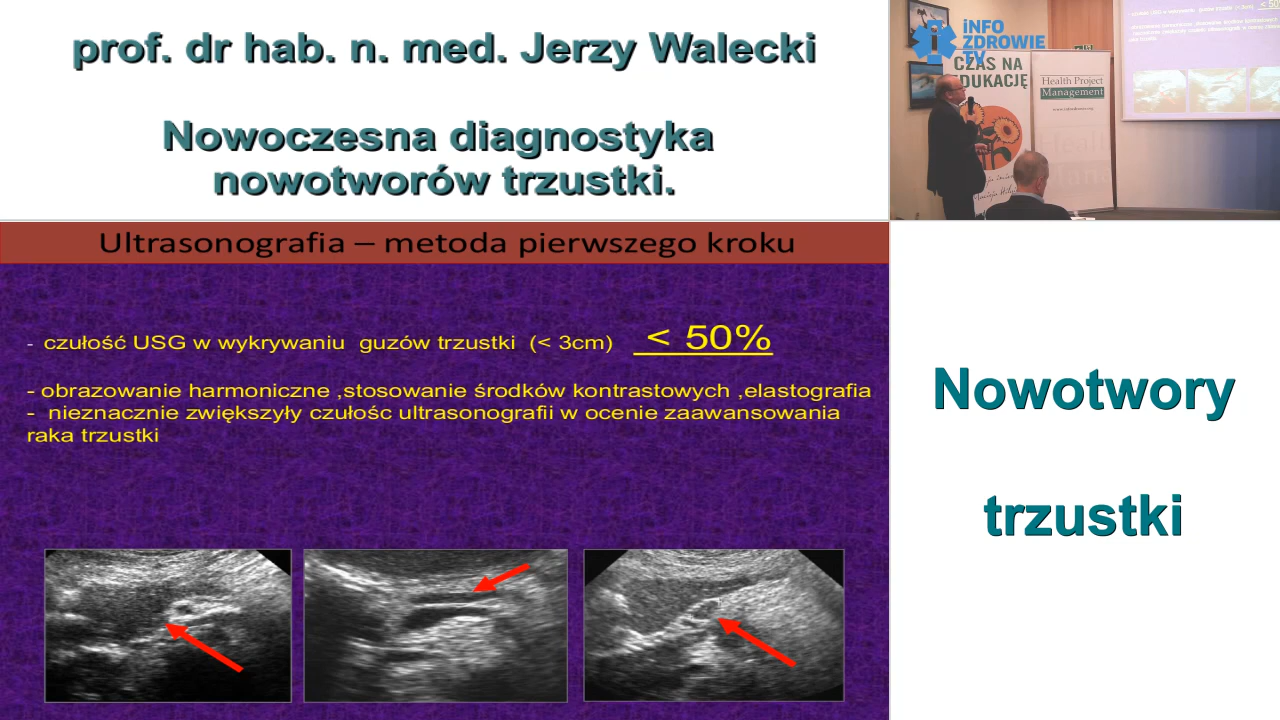 prof. dr hab. n. med. Jerzy Walecki
Nowoczesna diagnostyka
nowotworów trzustki.
iNFO
ZDROWIE
TV
CZAS NA
EDUKACJĘ
Health Project
Management
Ultrasonografia – metoda pierwszego kroku
- czułość USG w wykrywaniu guzów trzustki (< 3cm) < 50%
- obrazowanie harmoniczne ,stosowanie środków kontrastowych ,elastografia
- nieznacznie zwiększyły czułośc ultrasonografii w ocenie zaawansowania
raka trzustki
Nowotwory
trzustki